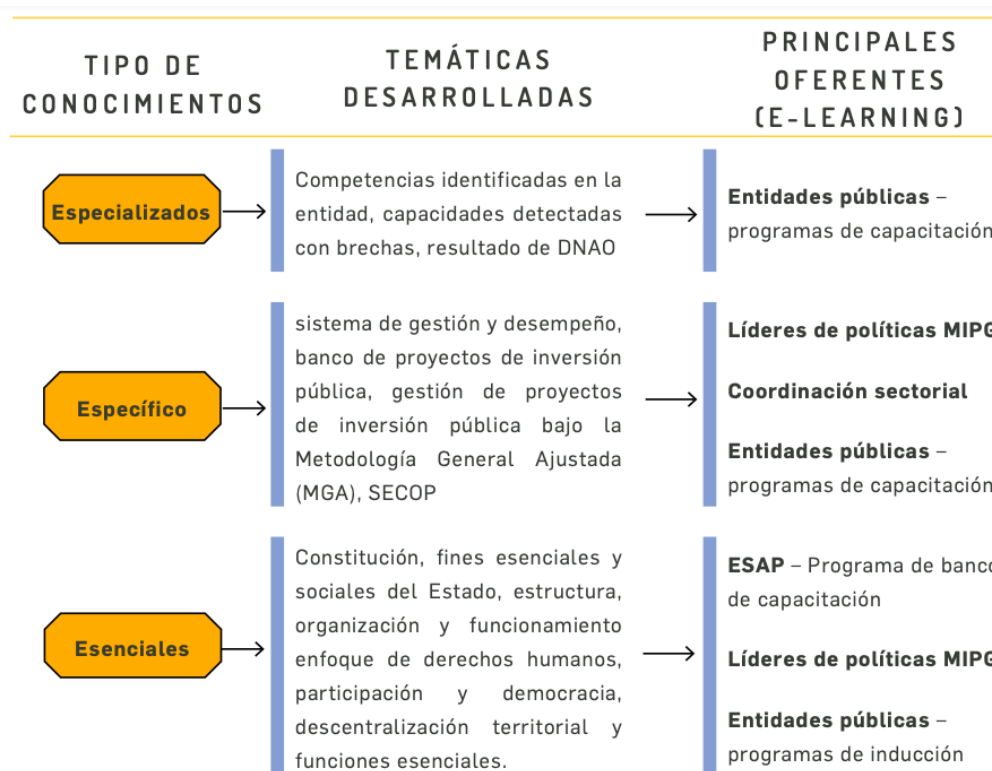 TIPO DE
CONOCIMIENTOS
TEMÁTICAS
DESARROLLADAS
PRINCIPALES
OFERENTES
(E-LEARNING)
Especializados
Competencias identificadas en la
entidad, capacidades detectadas
con brechas, resultado de DNAO
Entidades públicas –
programas de capacitación
Específico
sistema de gestión y desempeño,
banco de proyectos de inversión
pública, gestión de proyectos
de inversión pública bajo la
Metodología General Ajustada
(MGA), SECOP
Líderes de políticas MIPG
Coordinación sectorial
Entidades públicas –
programas de capacitación
Esenciales
Constitución, fines esenciales y
sociales del Estado, estructura,
organización y funcionamiento
enfoque de derechos humanos,
participación y democracia,
descentralización territorial y
funciones esenciales.
ESAP – Programa de banco
de capacitación
Líderes de políticas MIPG
Entidades públicas –
programas de inducción